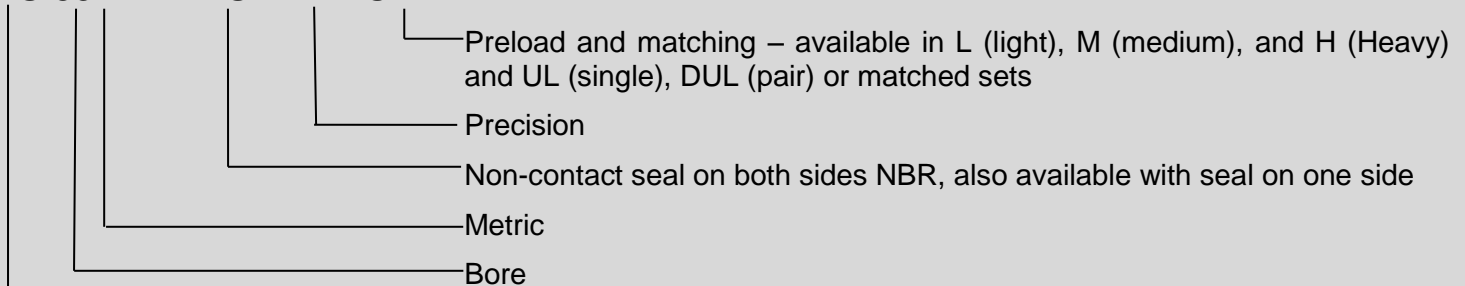 Preload and matching – available in L (light), M (medium), and H (Heavy)
and UL (single), DUL (pair) or matched sets
Precision
Non-contact seal on both sides NBR, also available with seal on one side
Metric
Bore